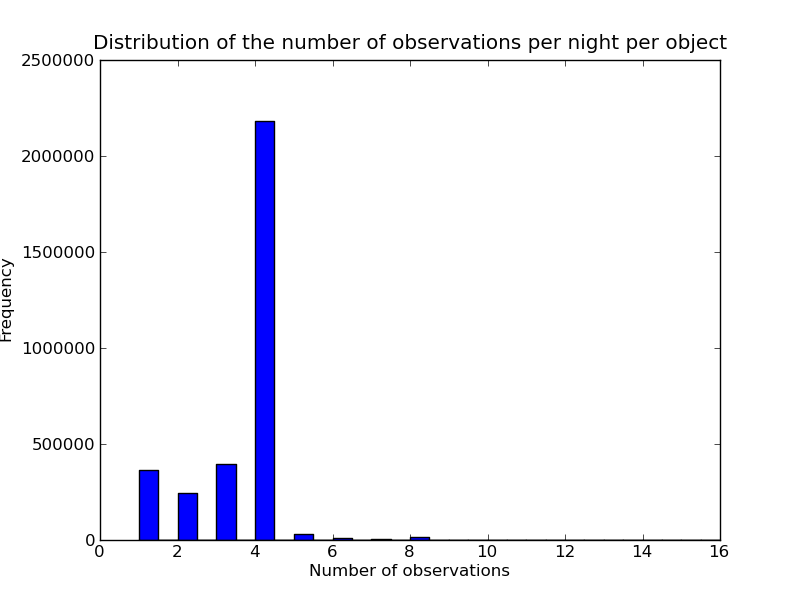 Distribution of the number of observations per night per object
2500000
2000000
1500000
1000000
500000
0
Frequency
0 2 4 6 8 10 12 14 16
Number of observations